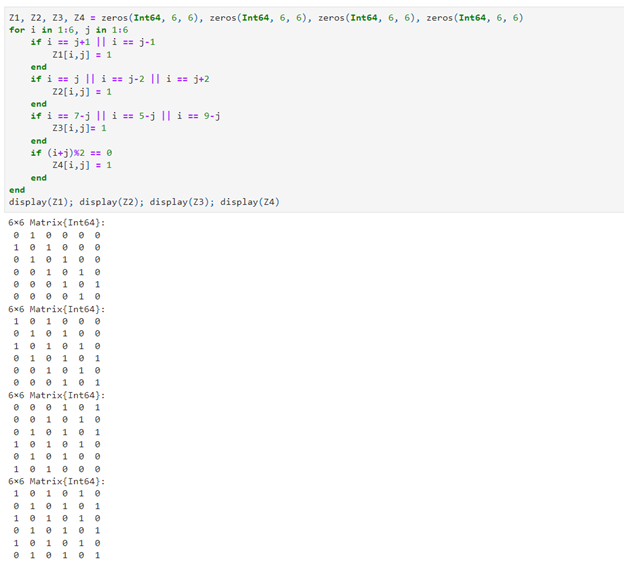 Z1, Z2, Z3, Z4 = zeros(Int64, 6, 6), zeros(Int64, 6, 6), zeros(Int64, 6, 6), zeros(Int64, 6, 6)
for i in 1:6, j in 1:6
    if i == j+1 || i == j-1
        Z1[i,j] = 1
    end
    if i == j || i == j-2 || i == j+2
        Z2[i,j] = 1
    end
    if i == 7-j || i == 5-j || i == 9-j
        Z3[i,j]= 1
    end
    if (i+j)%2 == 0
        Z4[i,j] = 1
    end
end
display(Z1); display(Z2); display(Z3); display(Z4)
6×6 Matrix{Int64}:
0 1 0 0 0 0
1 0 1 0 0 0
0 1 0 1 0 0
0 0 1 0 1 0
0 0 0 1 0 1
0 0 0 0 1 0
6×6 Matrix{Int64}:
1 0 1 0 0 0
0 1 0 1 0 0
1 0 1 0 1 0
0 1 0 1 0 1
0 0 1 0 1 0
0 0 0 1 0 1
6×6 Matrix{Int64}:
0 0 0 1 0 1
0 0 1 0 1 0
0 1 0 1 0 1
1 0 1 0 1 0
0 1 0 1 0 0
1 0 1 0 0 0
6×6 Matrix{Int64}:
1 0 1 0 1 0
0 1 0 1 0 1
1 0 1 0 1 0
0 1 0 1 0 1
1 0 1 0 1 0
0 1 0 1 0 1